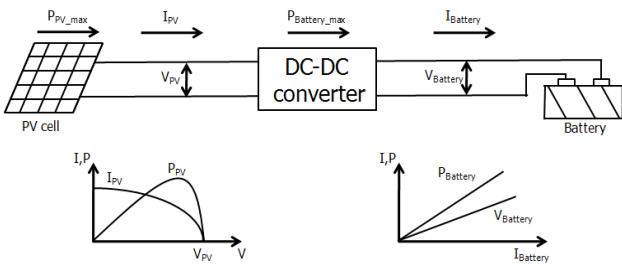 P_PV_max
I_PV
P_Battery_max
I_Battery
V_PV
DC-DC
converter
V_Battery
PV cell
Battery
I,P
I_PV
P_PV
V_PV
V
I,P
P_Battery
V_Battery
I_Battery